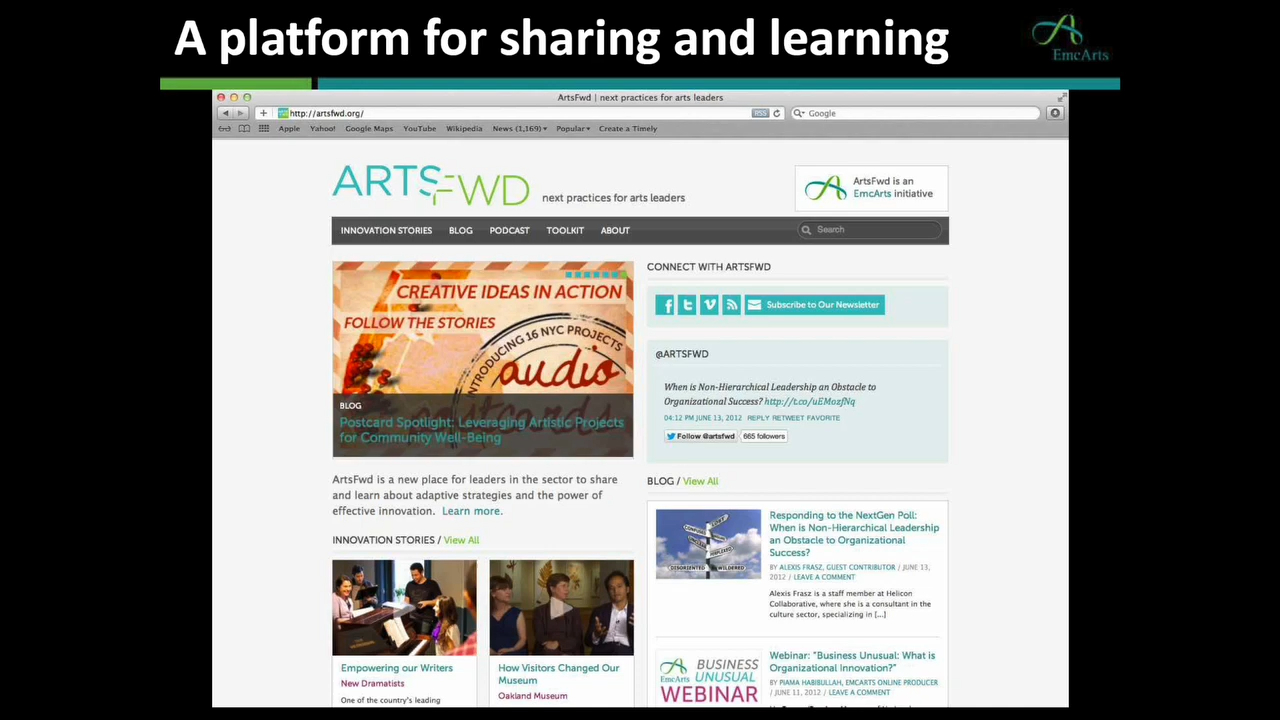 A platform for sharing and learning
EmcArts
ArtsFwd | next practices for arts leaders
http://artsfwd.org/
RSS
Google
Apple Yahoo! Google Maps YouTube Wikipedia News (1,169) Popular Create a Timely
ARTSFWD
next practices for arts leaders
ArtsFwd is an
EmcArts initiative
INNOVATION STORIES BLOG PODCAST TOOLKIT ABOUT
Search
CREATIVE IDEAS IN ACTION
FOLLOW THE STORIES
INTRODUCING 16 NYC PROJECTS
audio
postcards
BLOG
Postcard Spotlight: Leveraging Artistic Projects
for Community Well-Being
ArtsFwd is a new place for leaders in the sector to share
and learn about adaptive strategies and the power of
effective innovation. Learn more.
INNOVATION STORIES / View All
Empowering our Writers
New Dramatists
One of the country's leading
How Visitors Changed Our
Museum
Oakland Museum
CONNECT WITH ARTSFWD
Subscribe to Our Newsletter
@ARTSFWD
When is Non-Hierarchical Leadership an Obstacle to
Organizational Success? http://t.co/uEMozfNq
04:12 PM JUNE 13, 2012 REPLY RETWEET FAVORITE
Follow @artsfwd 665 followers
BLOG / View All
DISORIENTED
Responding to the NextGen Poll:
When is Non-Hierarchical Leadership
an Obstacle to Organizational
Success?
BY ALEXIS FRASZ, GUEST CONTRIBUTOR / JUNE 13,
2012 / LEAVE A COMMENT
Alexis Frasz is a staff member at Helicon
Collaborative, where she is a consultant in the
culture sector, specializing in [...]
EmcArts
BUSINESS
UNUSUAL
WEBINAR
Webinar: "Business Unusual: What is
Organizational Innovation?"
BY PIAMA HABIBULLAH, EMCARTS ONLINE PRODUCER
/ JUNE 11, 2012 / LEAVE A COMMENT